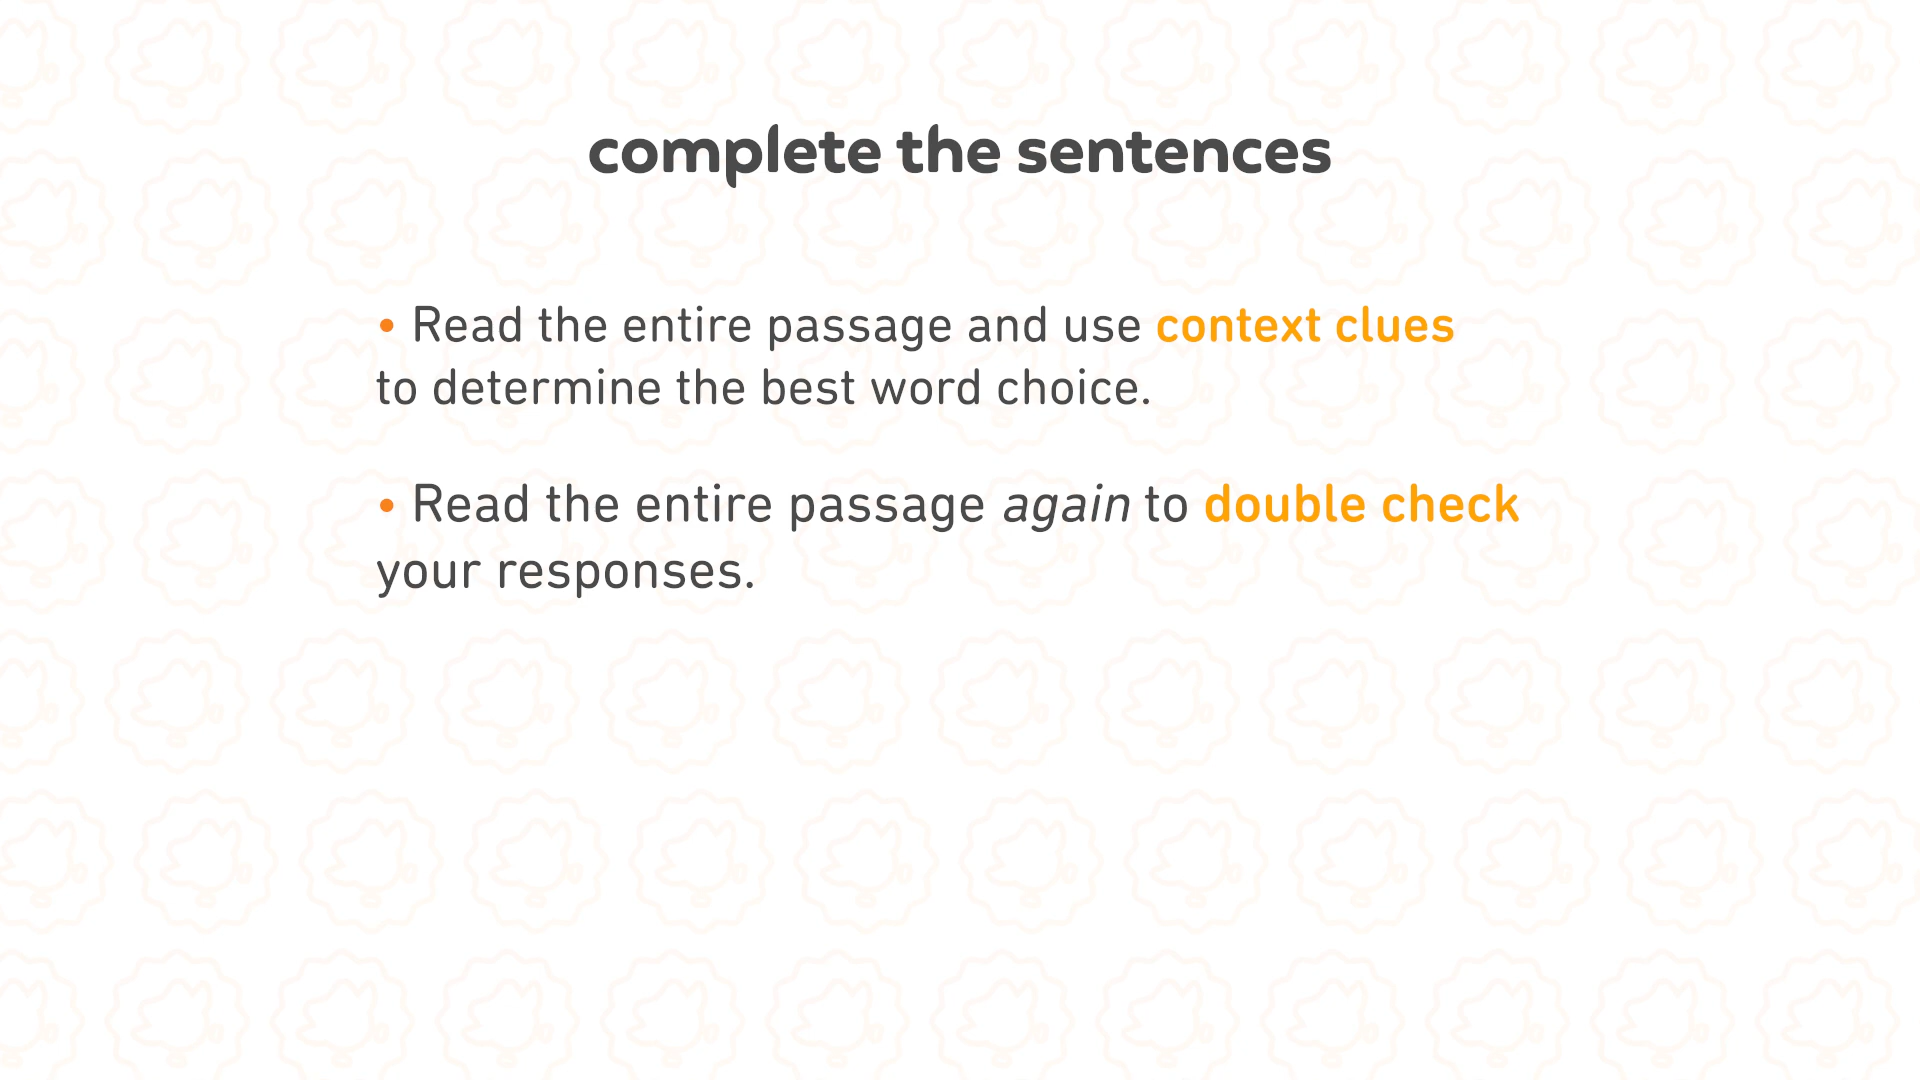 complete the sentences
• Read the entire passage and use context clues
to determine the best word choice.
• Read the entire passage again to double check
your responses.